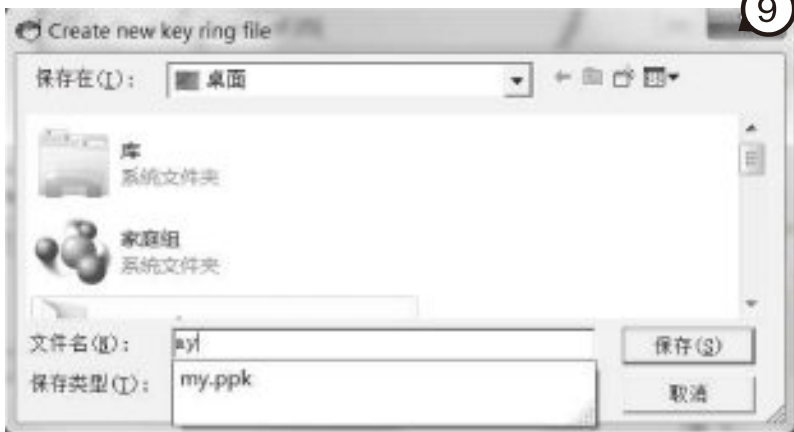 9
Create new key ring file
保存在(I)：
桌面
库
系统文件夹
家庭组
系统文件夹
文件名(N)：
my
保存(S)
保存类型(T)：
my.ppk
取消